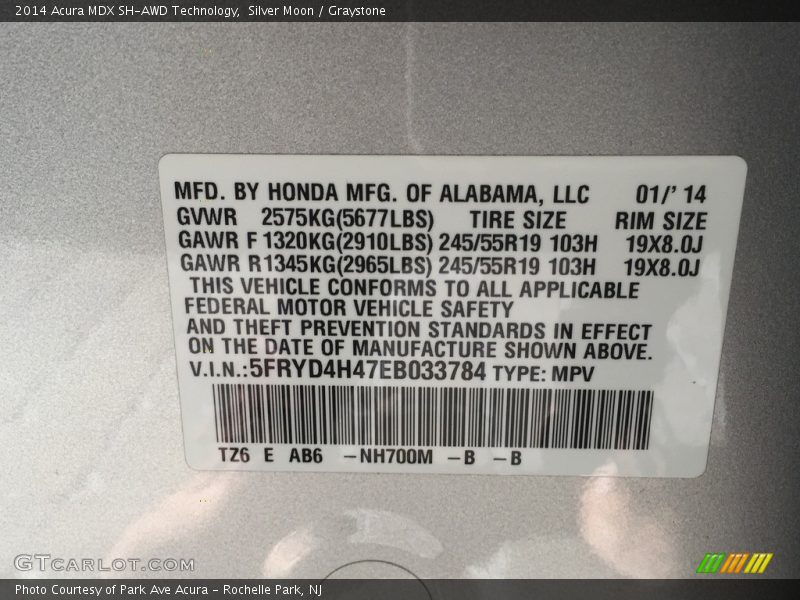 2014 Acura MDX SH-AWD Technology,  Silver Moon / Graystone
MFD. BY HONDA MFG. OF ALABAMA, LLC 01/' 14
GVWR 2575KG(5677LBS) TIRE SIZE RIM SIZE
GAWR F 1320KG(2910LBS) 245/55R19 103H 19X8.0J
GAWR R1345KG(2965LBS) 245/55R19 103H 19X8.0J
THIS VEHICLE CONFORMS TO ALL APPLICABLE
FEDERAL MOTOR VEHICLE SAFETY
AND THEFT PREVENTION STANDARDS IN EFFECT
ON THE DATE OF MANUFACTURE SHOWN ABOVE.
V.I.N.:5FRYD4H47EB033784 TYPE: MPV
TZ6 E AB6 -NH700M -B -B
GTCARLOT.COM
Photo Courtesy of Park Ave Acura - Rochelle Park, NJ